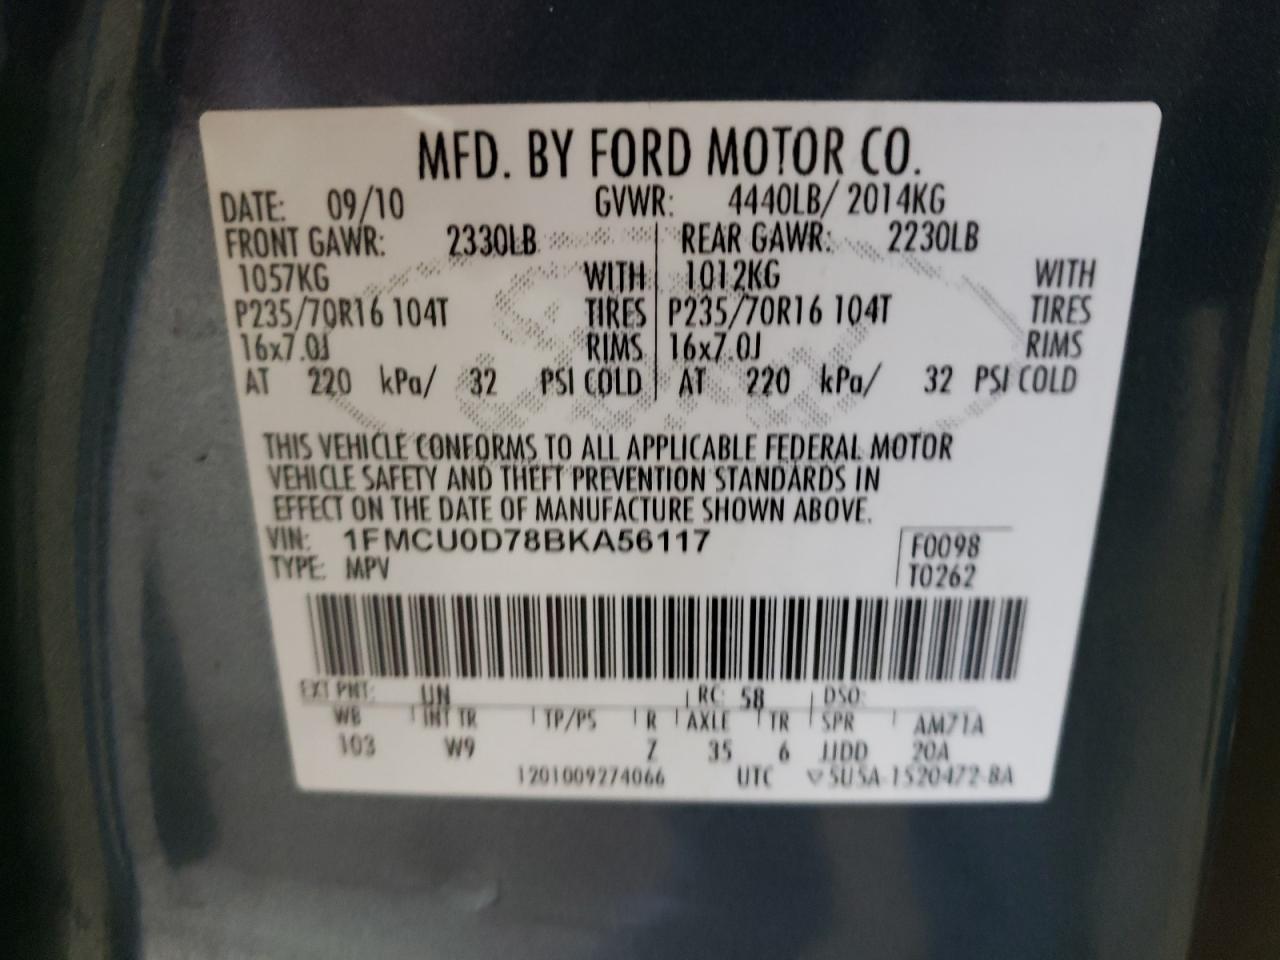 MFD. BY FORD MOTOR CO.
DATE: 09/10 GVWR: 4440LB/ 2014KG
FRONT GAWR: 2330LB REAR GAWR: 2230LB
1057KG WITH 1012KG WITH
P235/70R16 104T TIRES P235/70R16 104T TIRES
16x7.0J RIMS 16x7.0J RIMS
AT 220 kPa/ 32 PSI COLD AT 220 kPa/ 32 PSI COLD
THIS VEHICLE CONFORMS TO ALL APPLICABLE FEDERAL MOTOR
VEHICLE SAFETY AND THEFT PREVENTION STANDARDS IN
EFFECT ON THE DATE OF MANUFACTURE SHOWN ABOVE.
VIN: 1FMCU0D78BKA56117 F0098
TYPE: MPV T0262
EXT PNT: UN RC: 58 DSO:
WB INT TR TP/PS R AXLE TR SPR AM71A
103 W9 Z 35 6 JJDD 20A
1201009274066 UTC ▽5U5A-1520472-BA